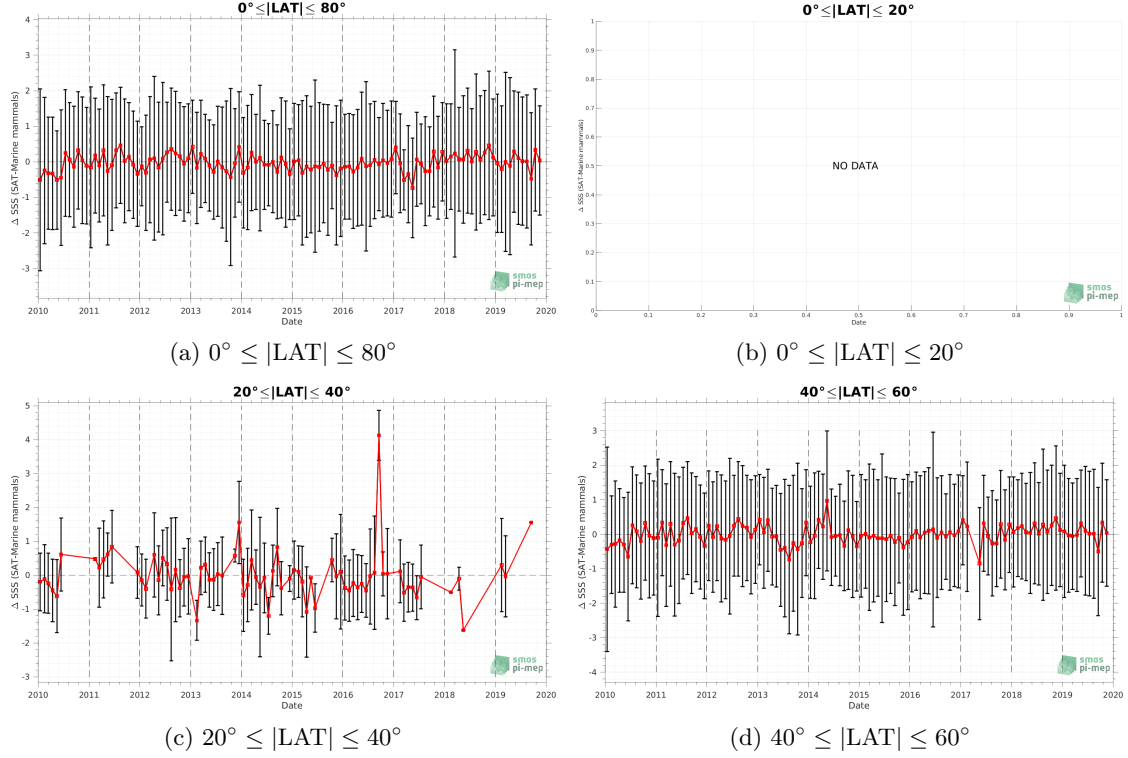 0°≤|LAT|≤ 80°
4
3
2
1
0
-1
-2
-3
Δ SSS (SAT-Marine mammals)
2010 2011 2012 2013 2014 2015 2016 2017 2018 2019 2020
Date
smos
pi-mep
(a) 0° ≤ |LAT| ≤ 80°
0°≤|LAT|≤ 20°
1
0.9
0.8
0.7
0.6
0.5
0.4
0.3
0.2
0.1
0
Δ SSS (SAT-Marine mammals)
NO DATA
0 0.1 0.2 0.3 0.4 0.5 0.6 0.7 0.8 0.9 1
Date
smos
pi-mep
(b) 0° ≤ |LAT| ≤ 20°
20°≤|LAT|≤ 40°
5
4
3
2
1
0
-1
-2
-3
Δ SSS (SAT-Marine mammals)
2010 2011 2012 2013 2014 2015 2016 2017 2018 2019 2020
Date
smos
pi-mep
(c) 20° ≤ |LAT| ≤ 40°
40°≤|LAT|≤ 60°
3
2
1
0
-1
-2
-3
-4
Δ SSS (SAT-Marine mammals)
2010 2011 2012 2013 2014 2015 2016 2017 2018 2019 2020
Date
smos
pi-mep
(d) 40° ≤ |LAT| ≤ 60°